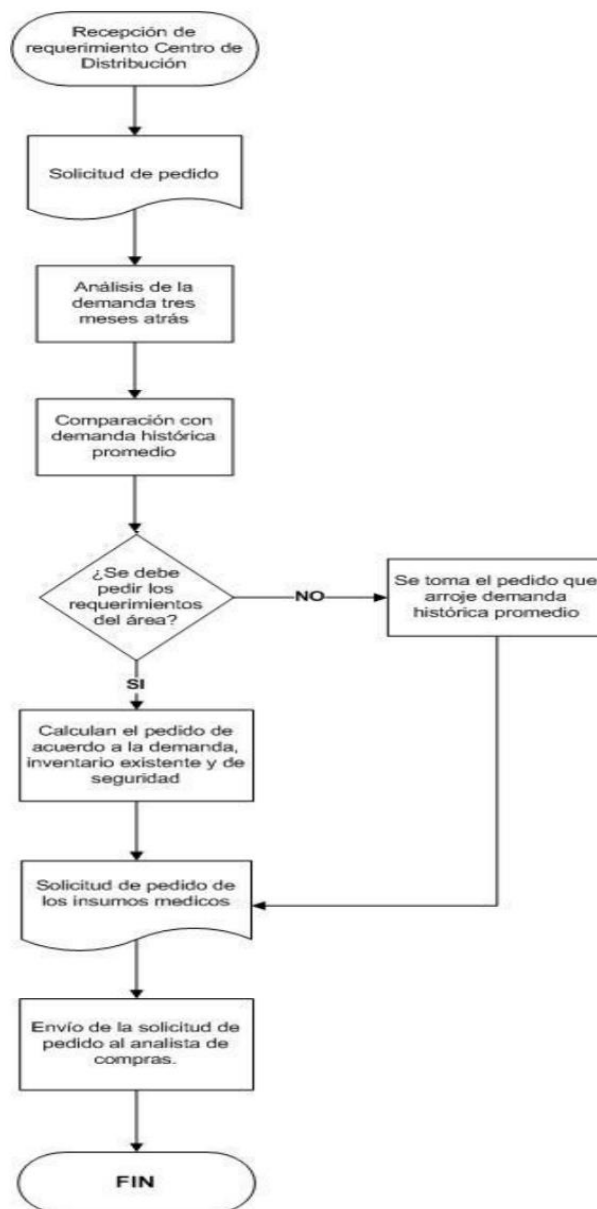 Recepción de
requerimiento Centro de
Distribución
Solicitud de pedido
Análisis de la
demanda tres
meses atrás
Comparación con
demanda histórica
promedio
¿Se debe
pedir los
requerimientos
del área?
NO
Se toma el pedido que
arroje demanda
histórica promedio
SI
Calculan el pedido de
acuerdo a la demanda,
inventario existente y de
seguridad
Solicitud de pedido de
los insumos medicos
Envío de la solicitud de
pedido al analista de
compras.
FIN